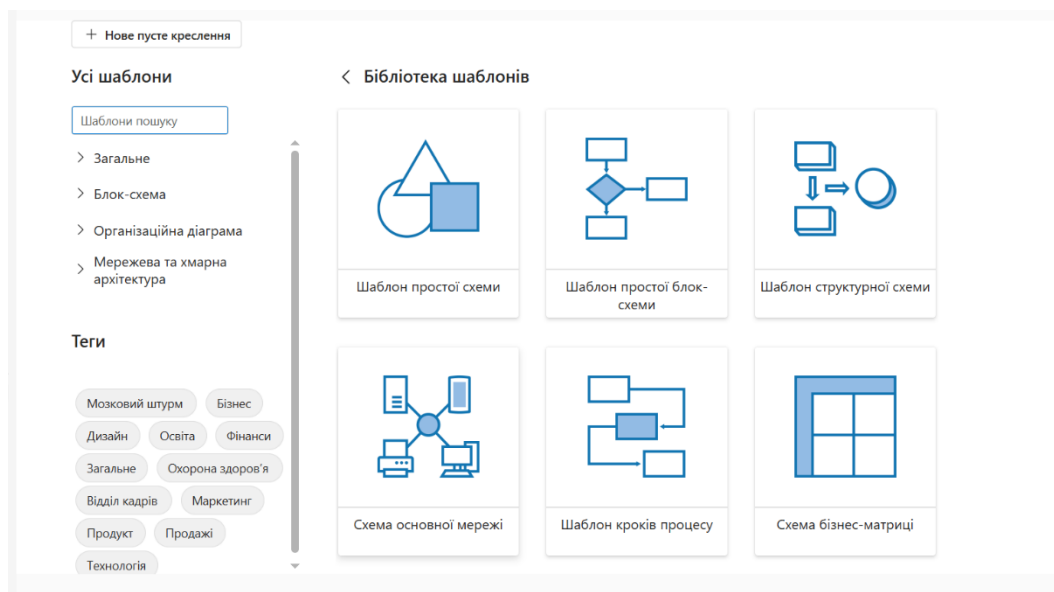 + Нове пусте креслення
Усі шаблони
Шаблони пошуку
Загальне
Блок-схема
Організаційна діаграма
Мережева та хмарна
архітектура
Теги
Мозковий штурм Бізнес
Дизайн Освіта Фінанси
Загальне Охорона здоров'я
Відділ кадрів Маркетинг
Продукт Продажі
Технологія
Бібліотека шаблонів
Шаблон простої схеми
Шаблон простої блок-
схеми
Шаблон структурної схеми
Схема основної мережі
Шаблон кроків процесу
Схема бізнес-матриці